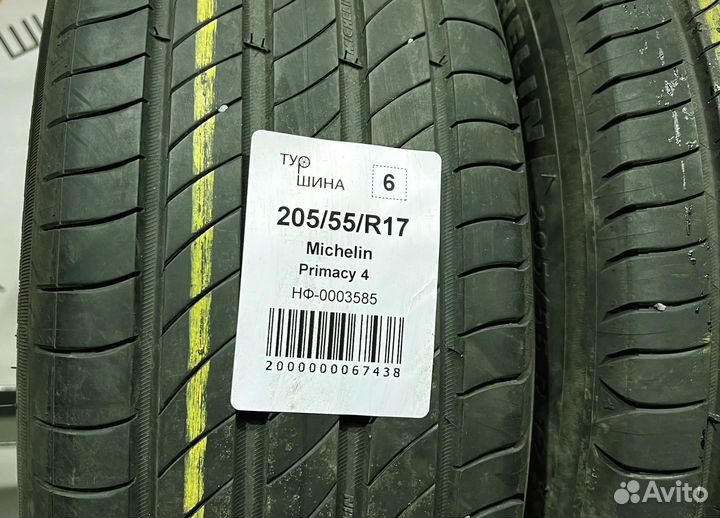 ТУР
ШИНА
6
205/55/R17
Michelin
Primacy 4
НФ-0003585
2000000067438
Avito